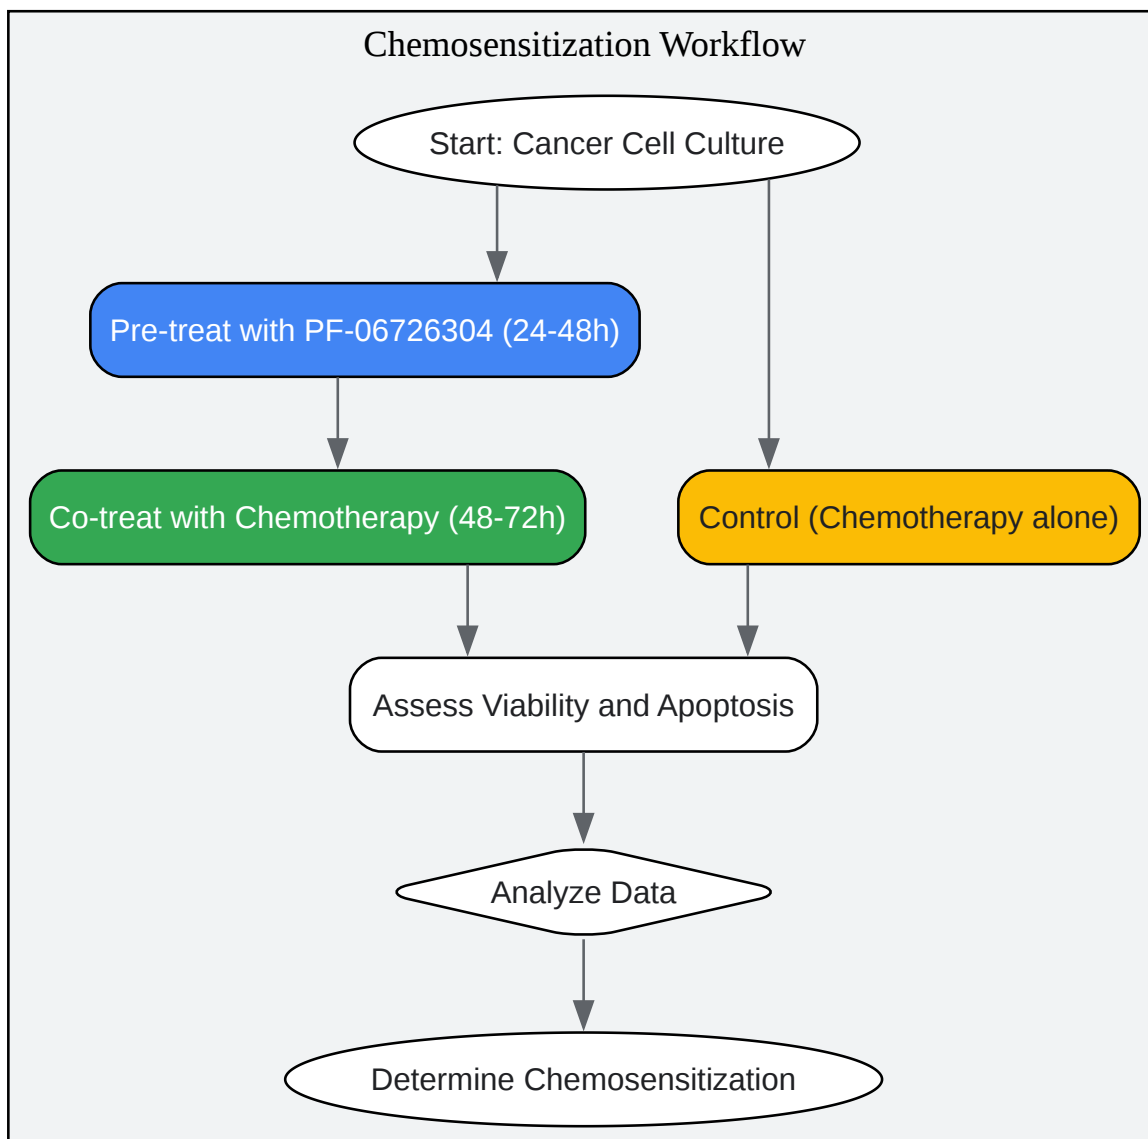 Chemosensitization Workflow
Start: Cancer Cell Culture
Pre-treat with PF-06726304 (24-48h)
Co-treat with Chemotherapy (48-72h)
Control (Chemotherapy alone)
Assess Viability and Apoptosis
Analyze Data
Determine Chemosensitization